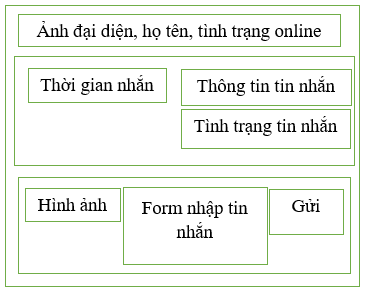 Ảnh đại diện, họ tên, tình trạng online
Thời gian nhắn
Thông tin tin nhắn
Tình trạng tin nhắn
Hình ảnh
Form nhập tin
nhắn
Gửi